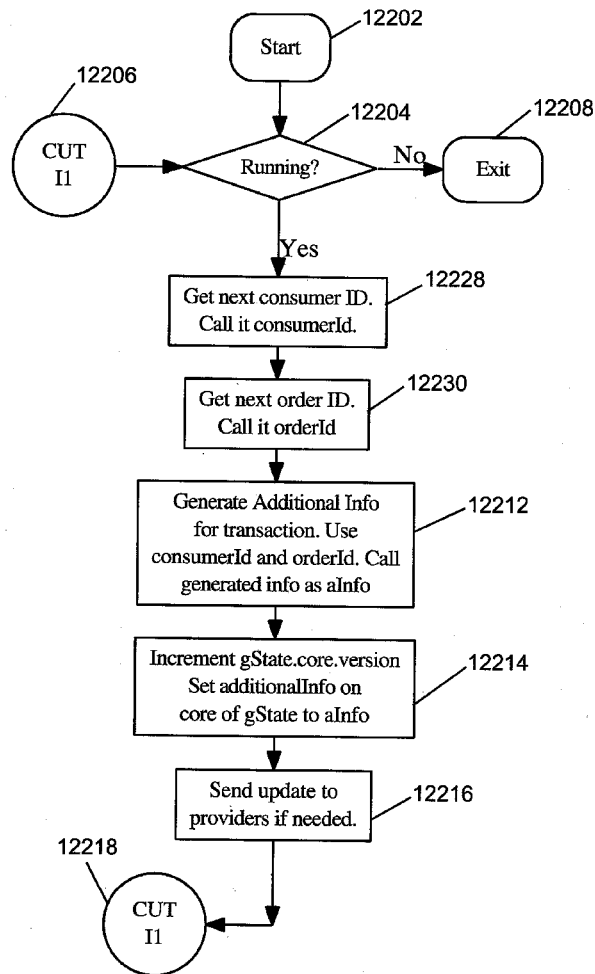 12202
Start
12206
12204
12208
CUT
I1
Running?
No
Exit
Yes
12228
Get next consumer ID.
Call it consumerId.
12230
Get next order ID.
Call it orderId
12212
Generate Additional Info
for transaction. Use
consumerId and orderId. Call
generated info as aInfo
12214
Increment gState.core.version
Set additionalInfo on
core of gState to aInfo
12216
Send update to
providers if needed.
12218
CUT
I1